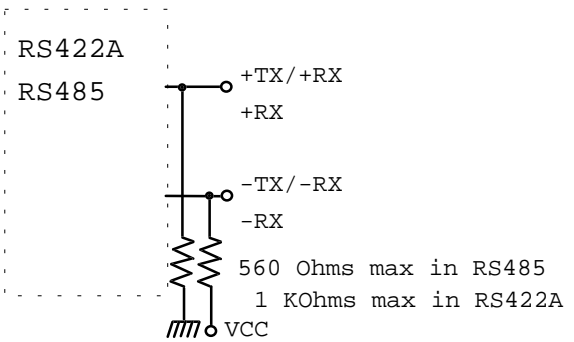 RS422A
RS485
+TX/+RX
+RX
-TX/-RX
-RX
560 Ohms max in RS485
1 KOhms max in RS422A
VCC